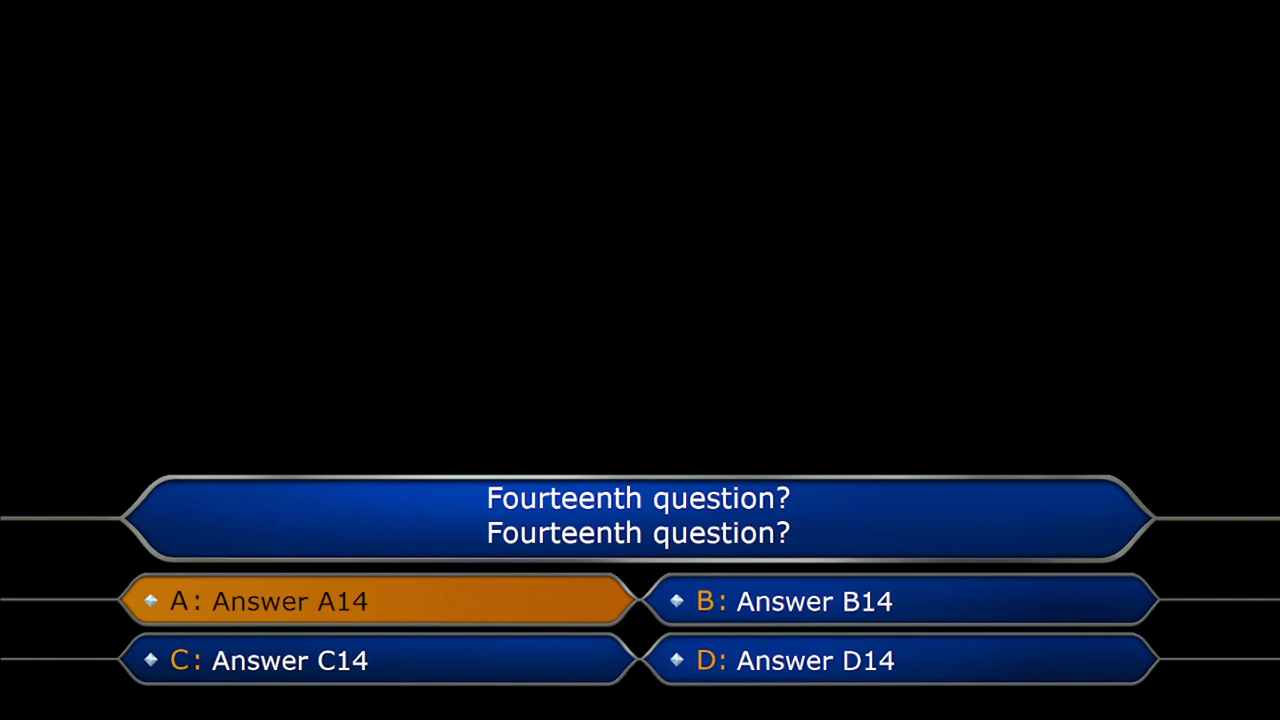 Fourteenth question?
Fourteenth question?
A: Answer A14
B: Answer B14
C: Answer C14
D: Answer D14